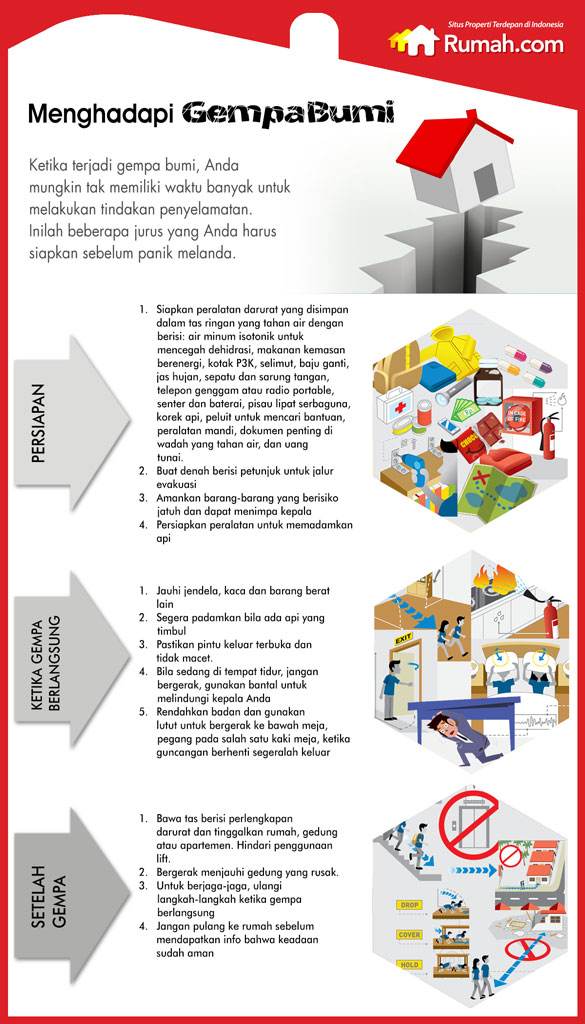 Situs Properti Terdepan di Indonesia
Rumah.com
Menghadapi GempaBumi
Ketika terjadi gempa bumi, Anda
mungkin tak memiliki waktu banyak untuk
melakukan tindakan penyelamatan.
Inilah beberapa jurus yang Anda harus
siapkan sebelum panik melanda.
PERSIAPAN
1. Siapkan peralatan darurat yang disimpan
dalam tas ringan yang tahan air dengan
berisi: air minum isotonik untuk
mencegah dehidrasi, makanan kemasan
berenergi, kotak P3K, selimut, baju ganti,
jas hujan, sepatu dan sarung tangan,
telepon genggam atau radio portable,
senter dan baterai, pisau lipat serbaguna,
korek api, peluit untuk mencari bantuan,
peralatan mandi, dokumen penting di
wadah yang tahan air, dan uang
tunai.
2. Buat denah berisi petunjuk untuk jalur
evakuasi
3. Amankan barang-barang yang berisiko
jatuh dan dapat menimpa kepala
4. Persiapkan peralatan untuk memadamkan
api
IN CASE
OF FIRE
CHOCO
KETIKA GEMPA
BERLANGSUNG
1. Jauhi jendela, kaca dan barang berat
lain
2. Segera padamkan bila ada api yang
timbul
3. Pastikan pintu keluar terbuka dan
tidak macet.
4. Bila sedang di tempat tidur, jangan
bergerak, gunakan bantal untuk
melindungi kepala Anda
5. Rendahkan badan dan gunakan
lutut untuk bergerak ke bawah meja,
pegang pada salah satu kaki meja, ketika
guncangan berhenti segeralah keluar
EXIT
SETELAH
GEMPA
1. Bawa tas berisi perlengkapan
darurat dan tinggalkan rumah, gedung
atau apartemen. Hindari penggunaan
lift.
2. Bergerak menjauhi gedung yang rusak.
3. Untuk berjaga-jaga, ulangi
langkah-langkah ketika gempa
berlangsung
4. Jangan pulang ke rumah sebelum
mendapatkan info bahwa keadaan
sudah aman
DROP
COVER
HOLD